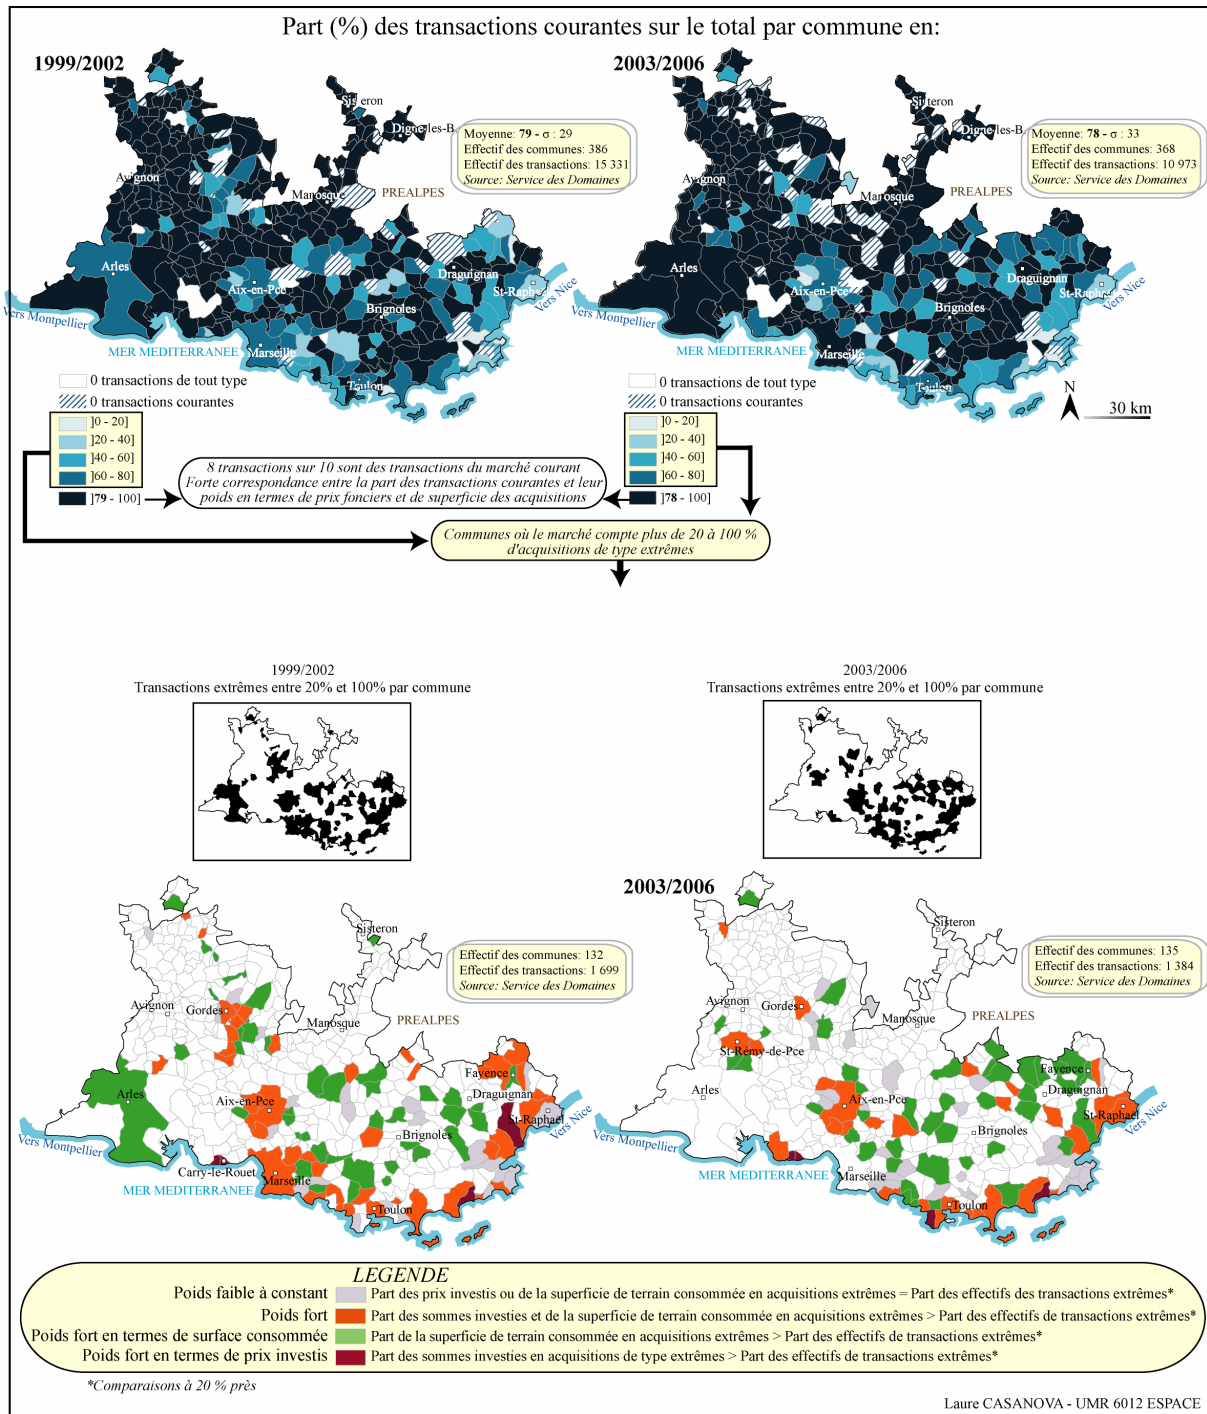 Part (%) des transactions courantes sur le total par commune en:
1999/2002
Sisteron
Digne-les-B.
Avignon
Manosque
PREALPES
Arles
Aix-en-Pce
Draguignan
St-Rapha
Brignoles
Marseille
Toulon
Vers Montpellier
MER MEDITERRANEE
Vers Nice
Moyenne: 79 - σ : 29
Effectif des communes: 386
Effectif des transactions: 15 331
Source: Service des Domaines
0 transactions de tout type
0 transactions courantes
]0 - 20]
]20 - 40]
]40 - 60]
]60 - 80]
]79 - 100]
2003/2006
Sisteron
Digne-les-B.
Avignon
Manosque
PREALPES
Arles
Aix-en-Pce
Draguignan
St-Rapha
Brignoles
Marseille
Toulon
Vers Montpellier
MER MEDITERRANEE
Vers Nice
Moyenne: 78 - σ : 33
Effectif des communes: 368
Effectif des transactions: 10 973
Source: Service des Domaines
0 transactions de tout type
0 transactions courantes
]0 - 20]
]20 - 40]
]40 - 60]
]60 - 80]
]78 - 100]
N
30 km
8 transactions sur 10 sont des transactions du marché courant
Forte correspondance entre la part des transactions courantes et leur
poids en termes de prix fonciers et de superficie des acquisitions
Communes où le marché compte plus de 20 à 100 %
d'acquisitions de type extrêmes
1999/2002
Transactions extrêmes entre 20% et 100% par commune
2003/2006
Transactions extrêmes entre 20% et 100% par commune
Sisteron
Avignon
Gordes
Manosque
PREALPES
Arles
Aix-en-Pce
Fayence
Draguignan
St-Raphaël
Brignoles
Carry-le-Rouet
Marseille
Toulon
Vers Montpellier
MER MEDITERRANEE
Vers Nice
Effectif des communes: 132
Effectif des transactions: 1 699
Source: Service des Domaines
2003/2006
Sisteron
Avignon
Gordes
Manosque
PREALPES
St-Rémy-de-Pce
Arles
Aix-en-Pce
Fayence
Draguignan
St-Raphaël
Brignoles
Marseille
Toulon
Vers Montpellier
MER MEDITERRANEE
Vers Nice
Effectif des communes: 135
Effectif des transactions: 1 384
Source: Service des Domaines
LEGENDE
Poids faible à constant Part des prix investis ou de la superficie de terrain consommée en acquisitions extrêmes = Part des effectifs des transactions extrêmes*
Poids fort Part des sommes investies et de la superficie de terrain consommée en acquisitions extrêmes > Part des effectifs de transactions extrêmes*
Poids fort en termes de surface consommée Part de la superficie de terrain consommée en acquisitions extrêmes > Part des effectifs de transactions extrêmes*
Poids fort en termes de prix investis Part des sommes investies en acquisitions de type extrêmes > Part des effectifs de transactions extrêmes*
*Comparaisons à 20 % près
Laure CASANOVA - UMR 6012 ESPACE